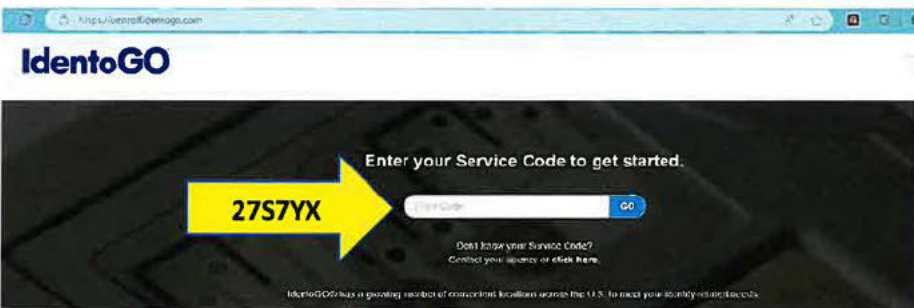 https://uenroll.identogo.com
IdentoGO
Enter your Service Code to get started.
27S7YX
GO
Don't know your Service Code?
Contact your agency or click here.
IdentoGO® has a growing number of convenient locations across the U.S. to meet your identity-related needs.